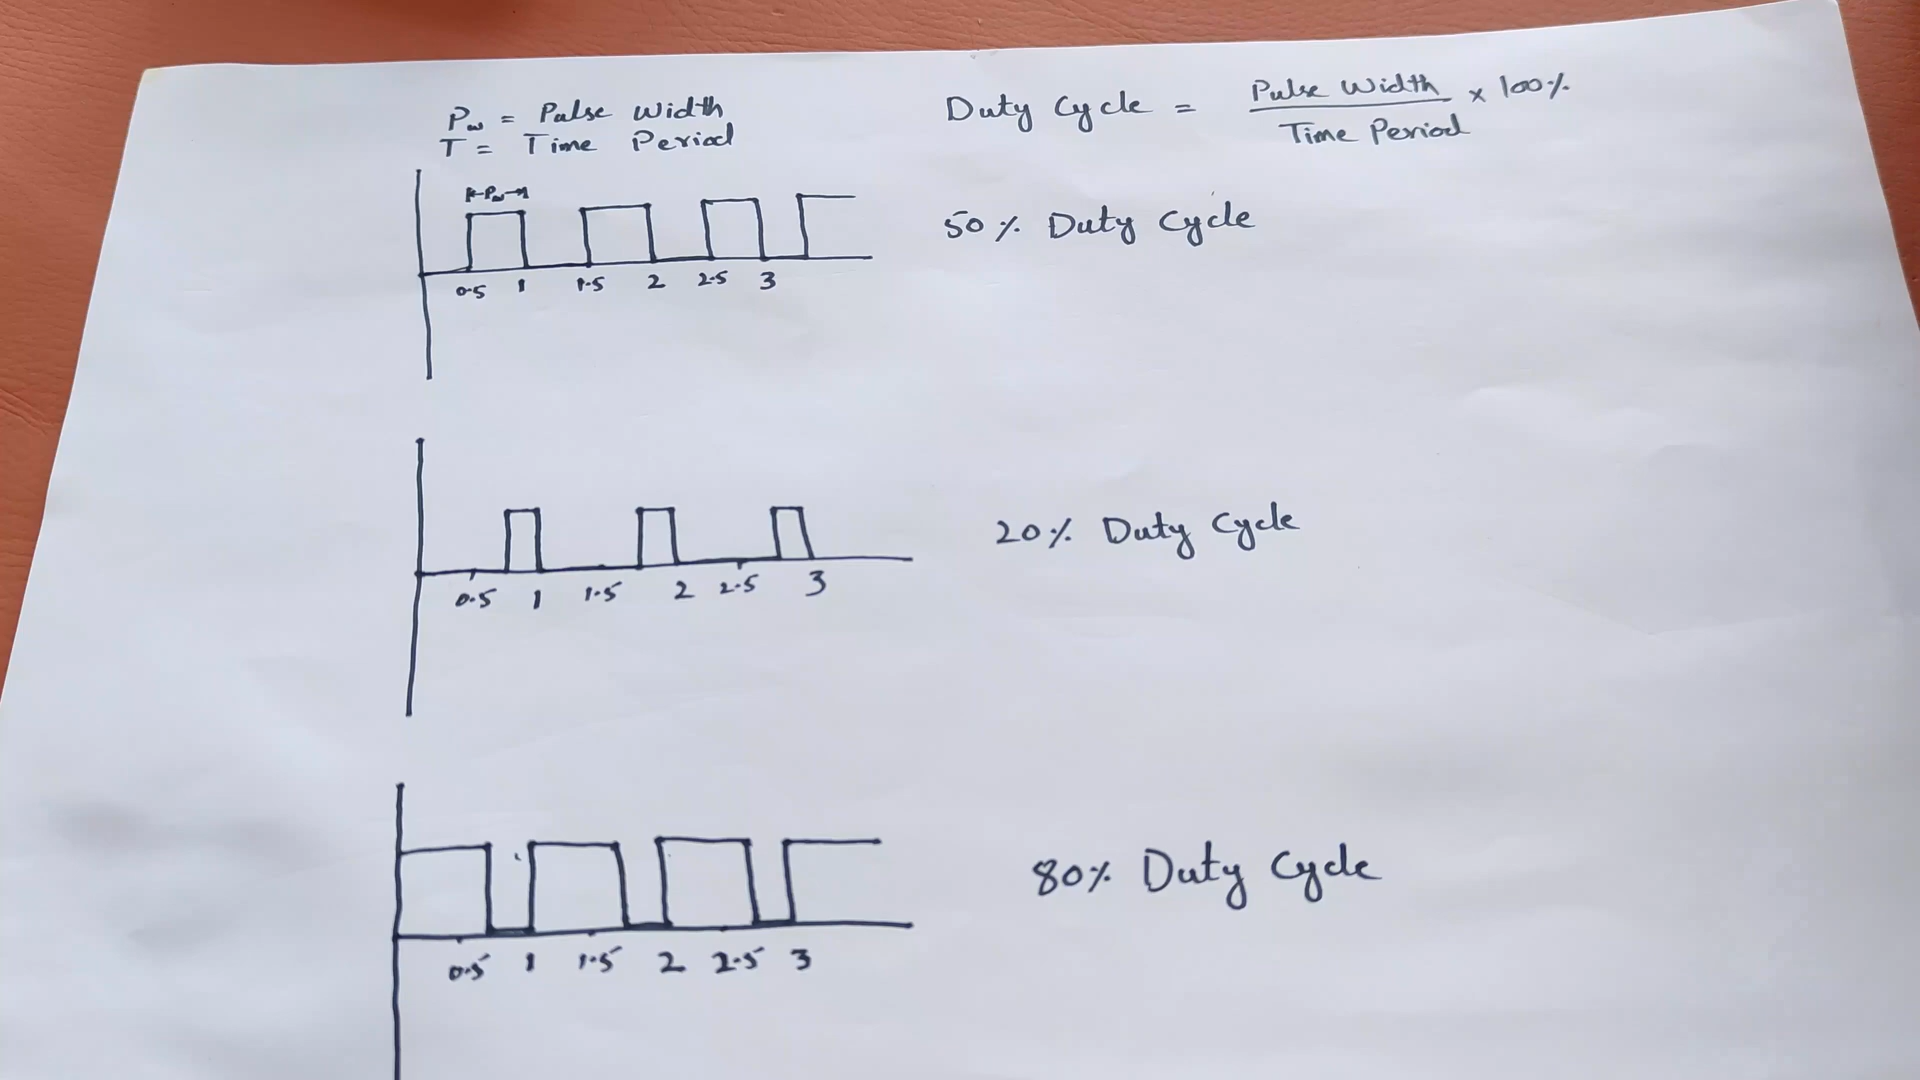 Pw = Pulse Width
T = Time Period
Duty Cycle = Pulse Width / Time Period × 100%
Pw
50% Duty Cycle
0.5 1 1.5 2 2.5 3
20% Duty Cycle
0.5 1 1.5 2 2.5 3
80% Duty Cycle
0.5 1 1.5 2 2.5 3